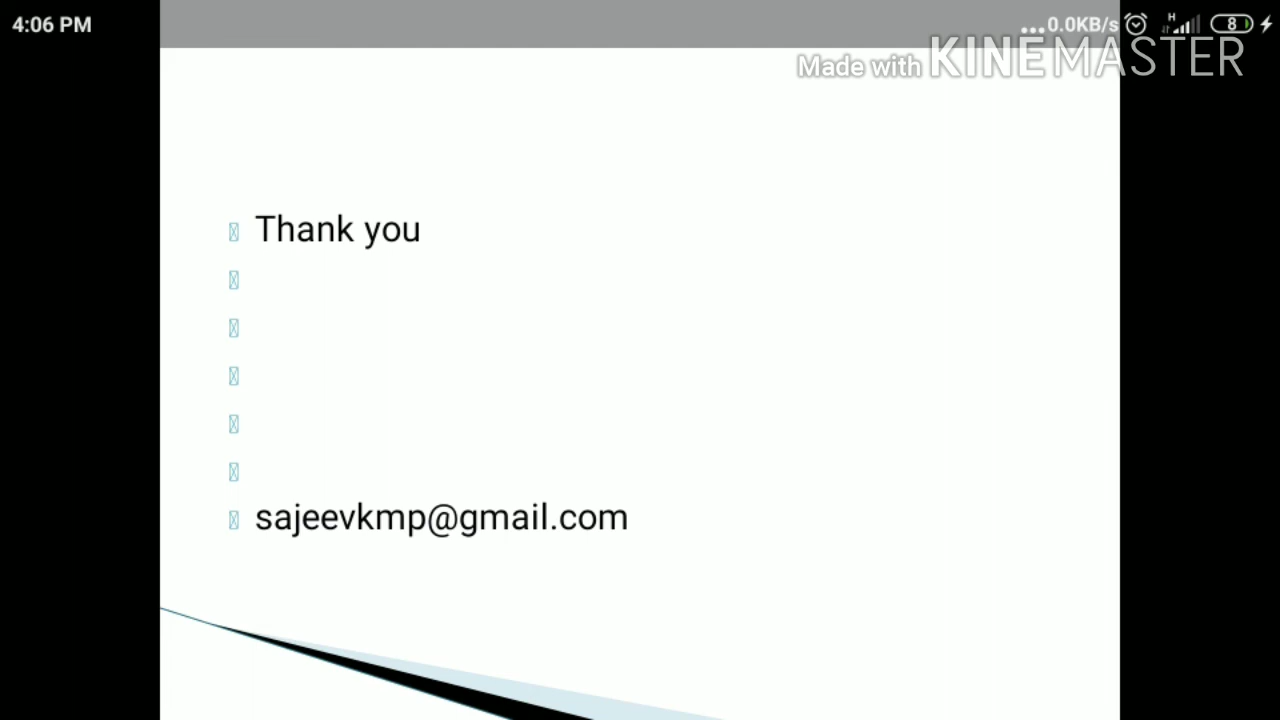 4:06 PM
...0.0KB/s H 8
Made with KINEMASTER
Thank you
sajeevkmp@gmail.com